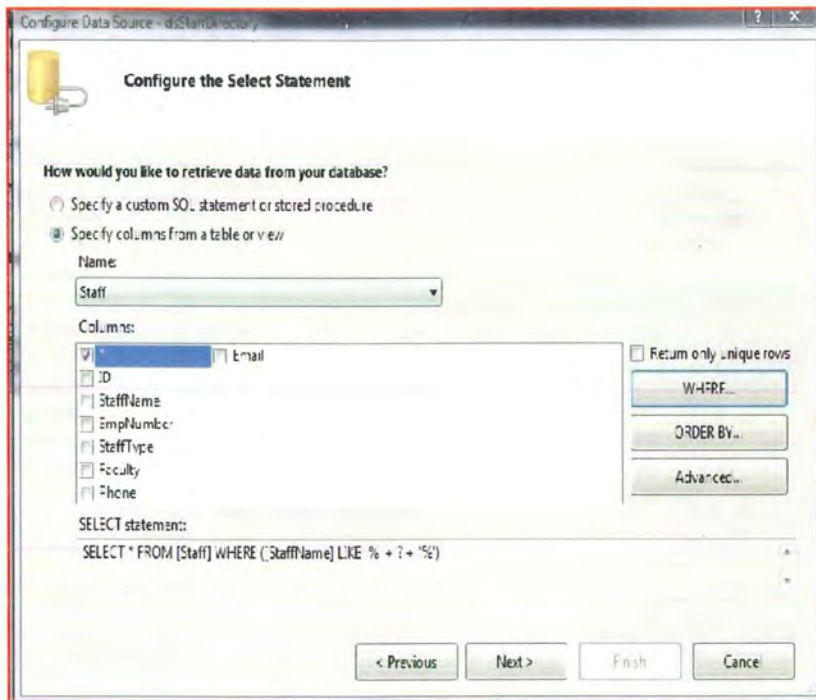 Configure Data Source - dsStaffDirectory
? X
Configure the Select Statement
How would you like to retrieve data from your database?
Specify a custom SQL statement or stored procedure
Specify columns from a table or view
Name:
Staff
Columns:
* Email
ID
StaffName
EmpNumber
StaffType
Faculty
Phone
Return only unique rows
WHERE...
ORDER BY...
Advanced...
SELECT statement:
SELECT * FROM [Staff] WHERE ([StaffName] LIKE '%' + ? + '%')
< Previous
Next >
Finish
Cancel